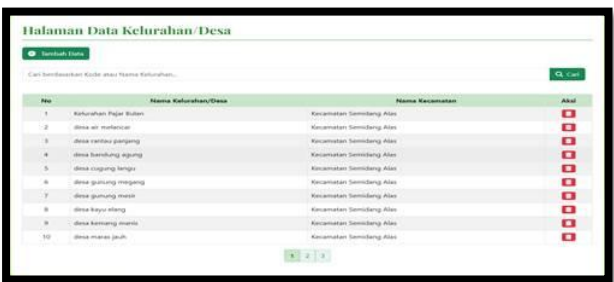 Halaman Data Kelurahan/Desa
Tambah Data
Cari berdasarkan Kode atau Nama Kelurahan... Cari
No Nama Kelurahan/Desa Nama Kecamatan Aksi
1 Kelurahan Pajar Bulan Kecamatan Semidang Alas
2 desa air melancar Kecamatan Semidang Alas
3 desa rantau panjang Kecamatan Semidang Alas
4 desa bandung agung Kecamatan Semidang Alas
5 desa cugung langu Kecamatan Semidang Alas
6 desa gunung megang Kecamatan Semidang Alas
7 desa gunung mesir Kecamatan Semidang Alas
8 desa kayu elang Kecamatan Semidang Alas
9 desa kemang manis Kecamatan Semidang Alas
10 desa maras jauh Kecamatan Semidang Alas
1 2 3